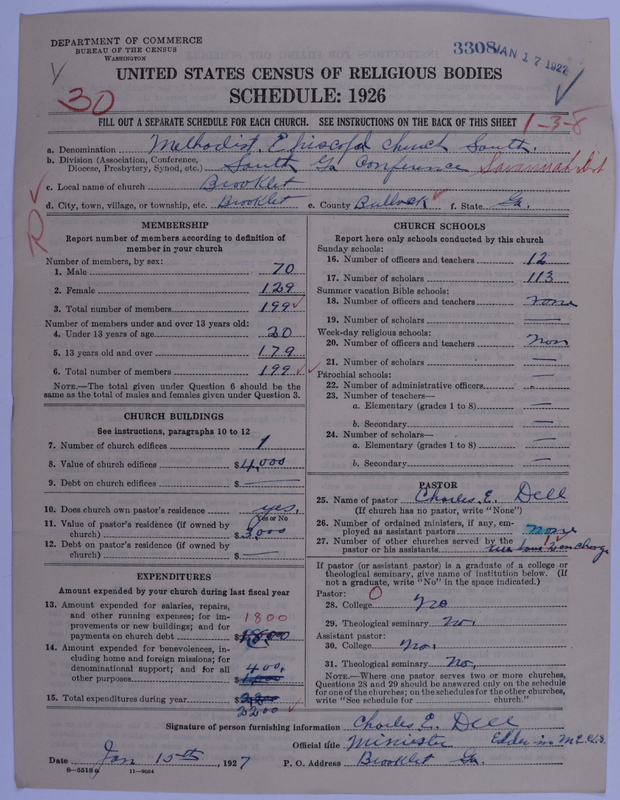 DEPARTMENT OF COMMERCE
BUREAU OF THE CENSUS
WASHINGTON
3308
JAN 17 1922
UNITED STATES CENSUS OF RELIGIOUS BODIES
30
SCHEDULE: 1926
FILL OUT A SEPARATE SCHEDULE FOR EACH CHURCH. SEE INSTRUCTIONS ON THE BACK OF THIS SHEET
1-3-8
a. Denomination Methodist. Episcopal Church South.
b. Division (Association, Conference, Diocese, Presbytery, Synod, etc.) South Ga Conference Savannah Dist
c. Local name of church Brooklet
d. City, town, village, or township, etc. Brooklet e. County Bullock f. State Ga.
R
MEMBERSHIP
Report number of members according to definition of
member in your church
Number of members, by sex:
1. Male 70
2. Female 129
3. Total number of members 199
Number of members under and over 13 years old:
4. Under 13 years of age 20
5. 13 years old and over 179
6. Total number of members 199
NOTE.—The total given under Question 6 should be the
same as the total of males and females given under Question 3.
CHURCH BUILDINGS
See instructions, paragraphs 10 to 12
7. Number of church edifices 1
8. Value of church edifices $4,000
9. Debt on church edifices $ —
10. Does church own pastor's residence yes,
Yes or No
11. Value of pastor's residence (if owned by
church) $3,000
12. Debt on pastor's residence (if owned by
church) $ —
EXPENDITURES
Amount expended by your church during last fiscal year
13. Amount expended for salaries, repairs,
and other running expenses; for im-
provements or new buildings; and for
payments on church debt 1800 $1800
14. Amount expended for benevolences, in-
cluding home and foreign missions; for
denominational support; and for all
other purposes 400. $
15. Total expenditures during year $
2200
CHURCH SCHOOLS
Report here only schools conducted by this church
Sunday schools:
16. Number of officers and teachers 12
17. Number of scholars 113
Summer vacation Bible schools:
18. Number of officers and teachers none
19. Number of scholars —
Week-day religious schools:
20. Number of officers and teachers non
21. Number of scholars —
Parochial schools:
22. Number of administrative officers -
23. Number of teachers—
a. Elementary (grades 1 to 8) —
b. Secondary —
24. Number of scholars—
a. Elementary (grades 1 to 8) —
b. Secondary —
PASTOR
25. Name of pastor Charles. E. Dell
(If church has no pastor, write "None")
26. Number of ordained ministers, if any, em-
ployed as assistant pastors none
27. Number of other churches served by the
pastor or his assistants on Charge
If pastor (or assistant pastor) is a graduate of a college or
theological seminary, give name of institution below. (If
not a graduate, write "No" in the space indicated.)
Pastor: 0
28. College No
29. Theological seminary No,
Assistant pastor:
30. College No,
31. Theological seminary No,
NOTE.—Where one pastor serves two or more churches,
Questions 28 and 29 should be answered only on the schedule
for one of the churches; on the schedules for the other churches,
write "See schedule for church."
Signature of person furnishing information Charles E. Dell
Official title Minister Elder in M.E.C.S.
Date Jan 15th, 1927 P. O. Address Brooklet Ga.
8—5518a 11—9024